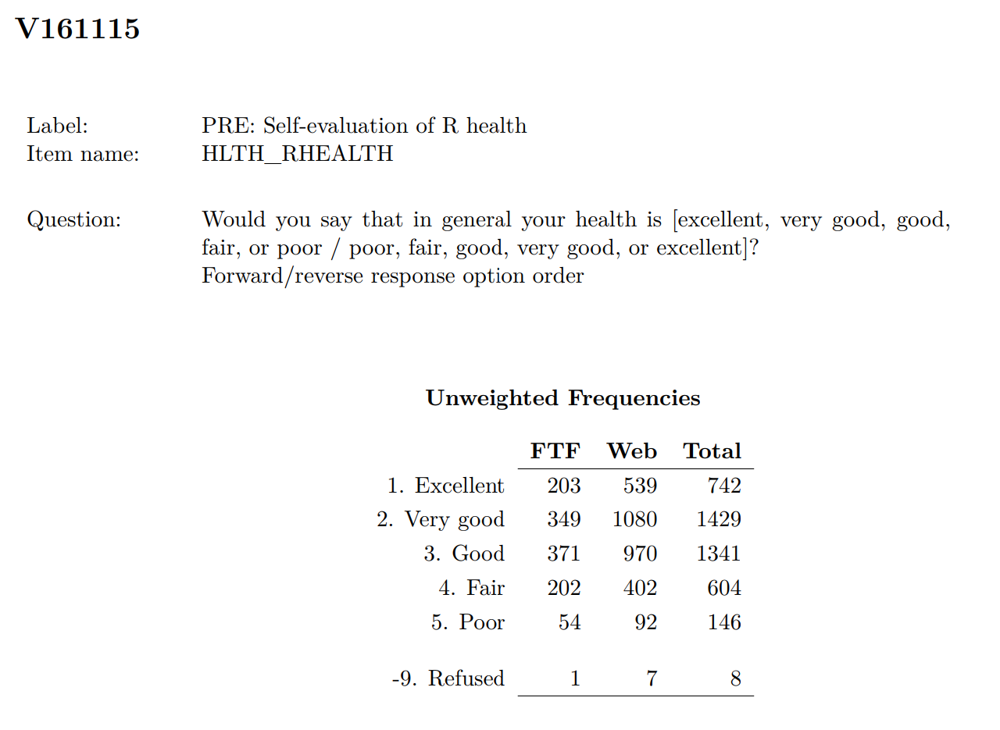 V161115
Label: PRE: Self-evaluation of R health
Item name: HLTH_RHEALTH
Question: Would you say that in general your health is [excellent, very good, good,
fair, or poor / poor, fair, good, very good, or excellent]?
Forward/reverse response option order
Unweighted Frequencies
FTF Web Total
1. Excellent 203 539 742
2. Very good 349 1080 1429
3. Good 371 970 1341
4. Fair 202 402 604
5. Poor 54 92 146
-9. Refused 1 7 8